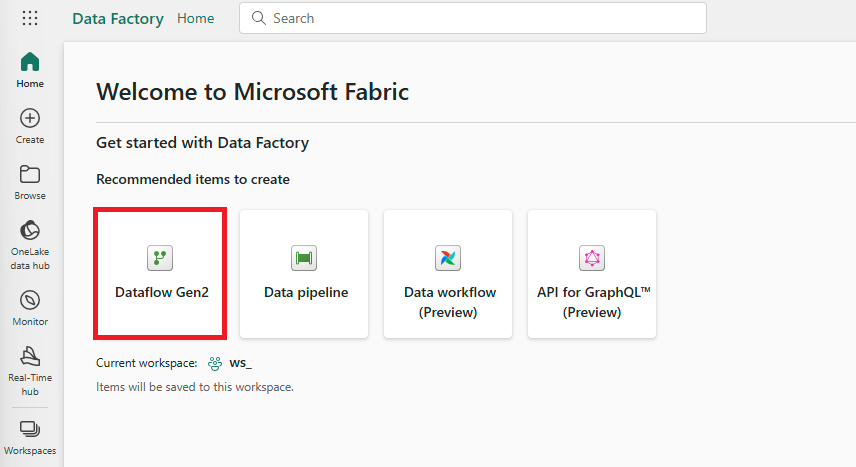 Data Factory Home Search
Home
Create
Browse
OneLake
data hub
Monitor
Real-Time
hub
Workspaces
Welcome to Microsoft Fabric
Get started with Data Factory
Recommended items to create
Dataflow Gen2
Data pipeline
Data workflow
(Preview)
API for GraphQL™
(Preview)
Current workspace: ws_
Items will be saved to this workspace.